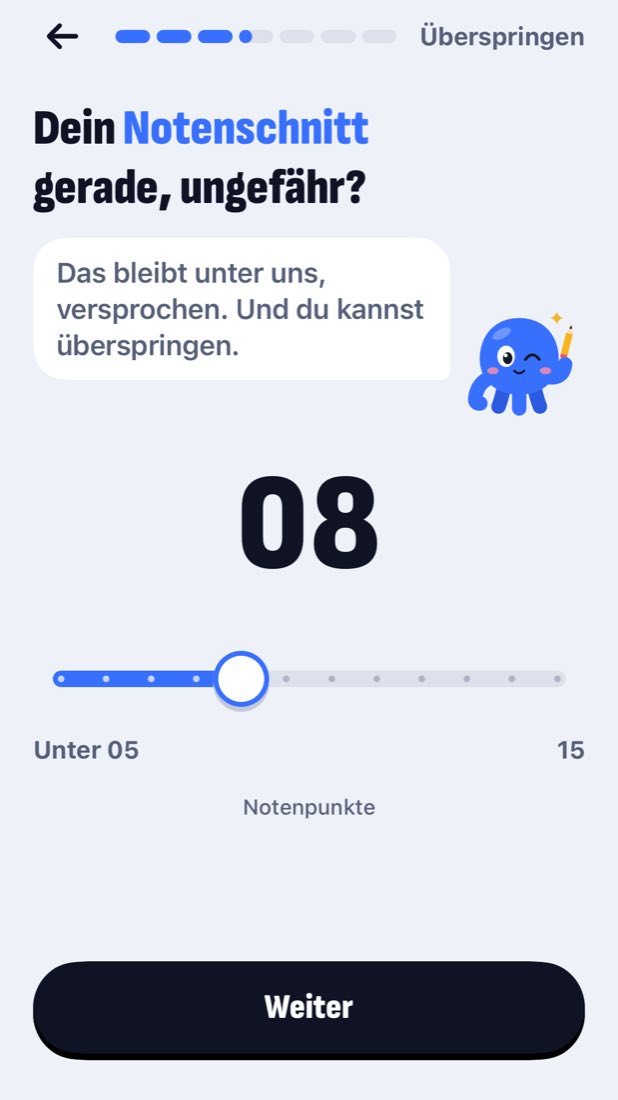 Überspringen
Dein Notenschnitt
gerade, ungefähr?
Das bleibt unter uns,
versprochen. Und du kannst
überspringen.
08
Unter 05
15
Notenpunkte
Weiter